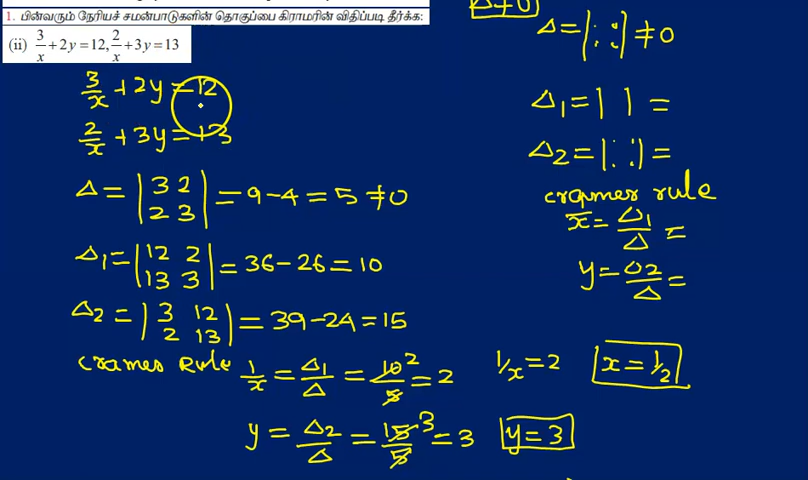 1. பின்வரும் நேரியச் சமன்பாடுகளின் தொகுப்பை கிராமரின் விதிப்படி தீர்க்க:
(ii) 3/x + 2y = 12, 2/x + 3y = 13
3/x + 2y = 12
2/x + 3y = 13
Δ = |3 2; 2 3| = 9-4 = 5 ≠0
Δ1 = |12 2; 13 3| = 36-26 = 10
Δ2 = |3 12; 2 13| = 39-24 = 15
Crames Rule 1/x = Δ1/Δ = 10/5 2 = 2 1/x = 2 x = 1/2
y = Δ2/Δ = 15/5 3 = 3 y = 3
Δ ≠ 0
Δ = | : : | ≠ 0
Δ1 = | | =
Δ2 = | : : | =
cramer rule
x = Δ1/Δ =
y = Δ2/Δ =